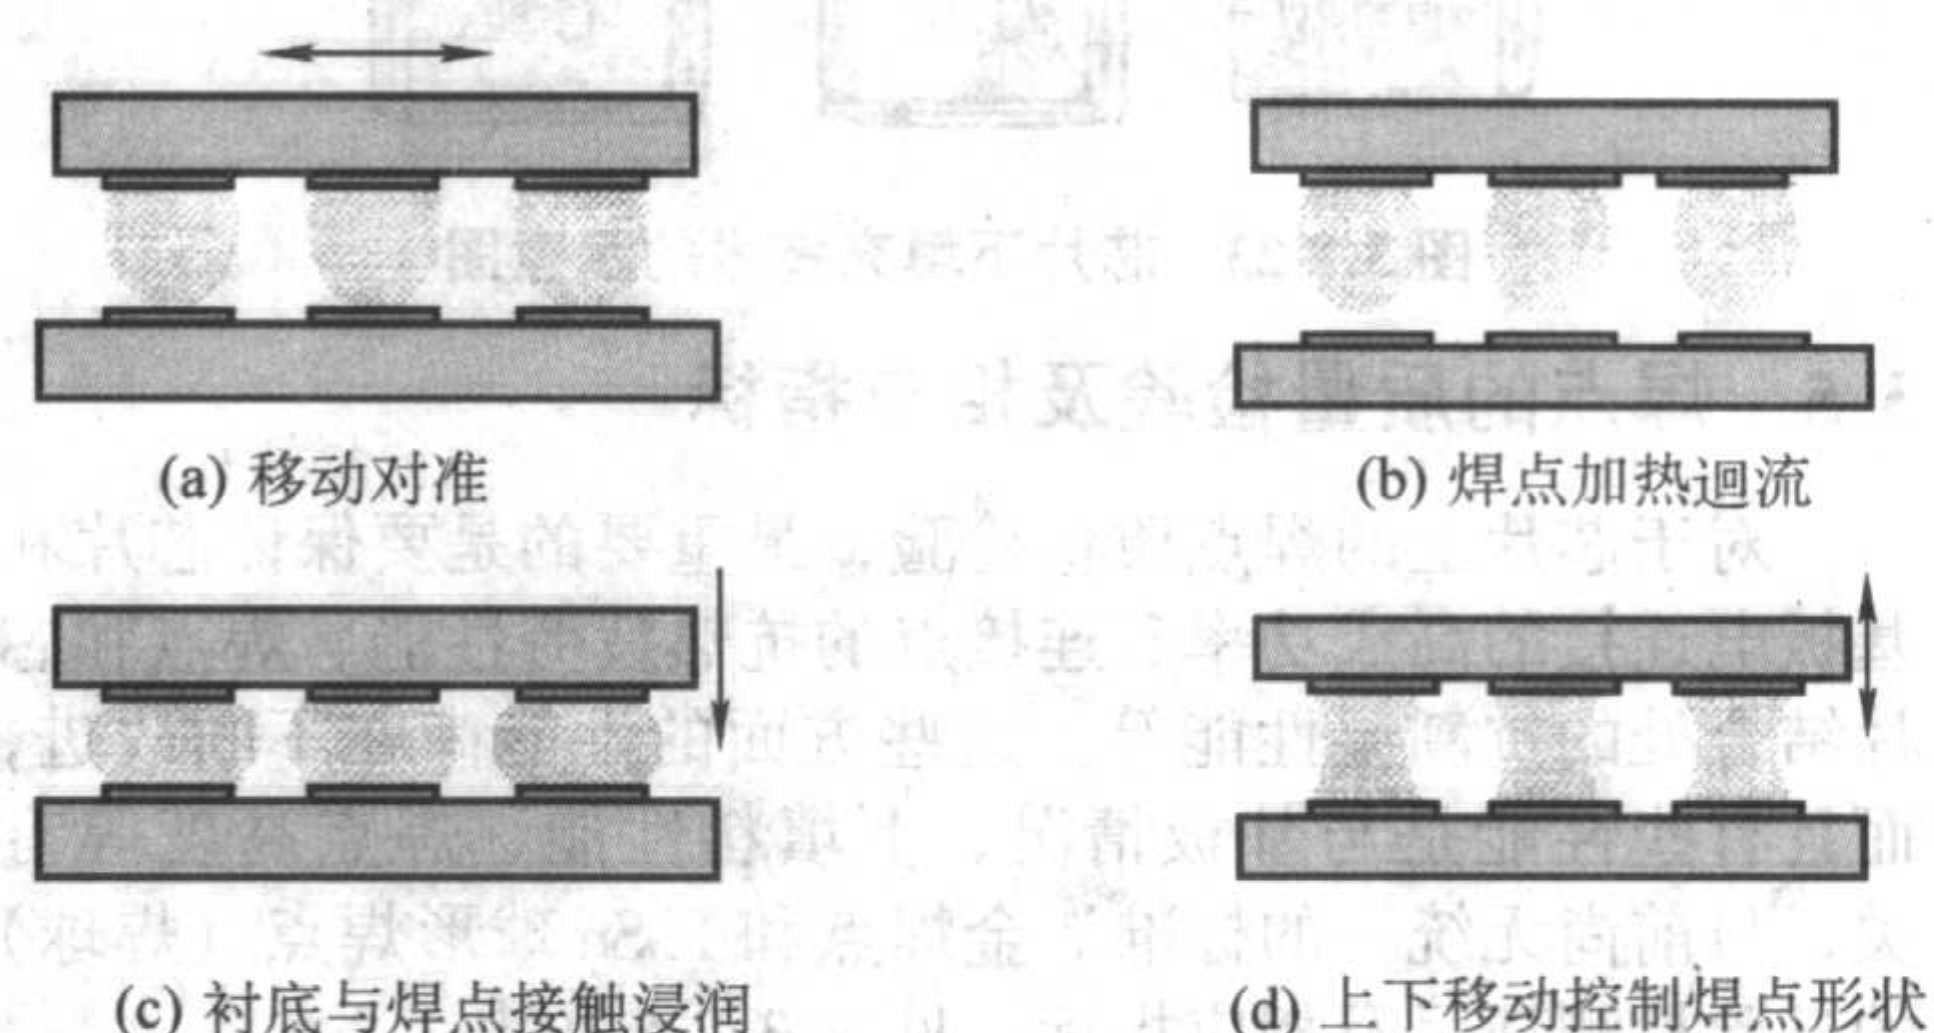 (a) 移动对准
(b) 焊点加热迴流
(c) 衬底与焊点接触浸润
(d) 上下移动控制焊点形状